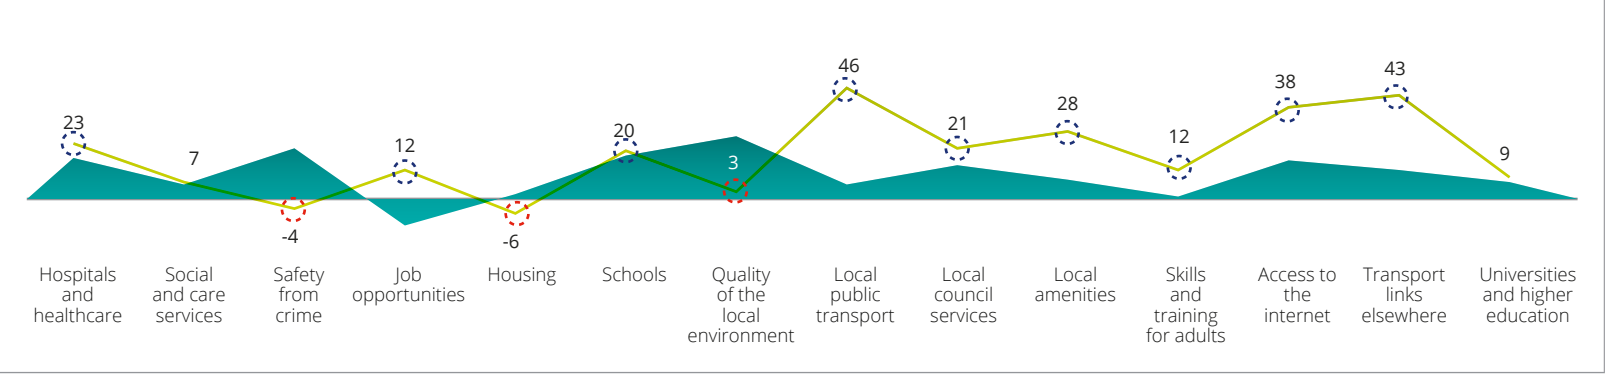 23
7
-4
12
-6
20
3
46
21
28
12
38
43
9
Hospitals
and
healthcare
Social
and care
services
Safety
from
crime
Job
opportunities
Housing
Schools
Quality
of the
local
environment
Local
public
transport
Local
council
services
Local
amenities
Skills
and
training
for adults
Access to
the
internet
Transport
links
elsewhere
Universities
and higher
education